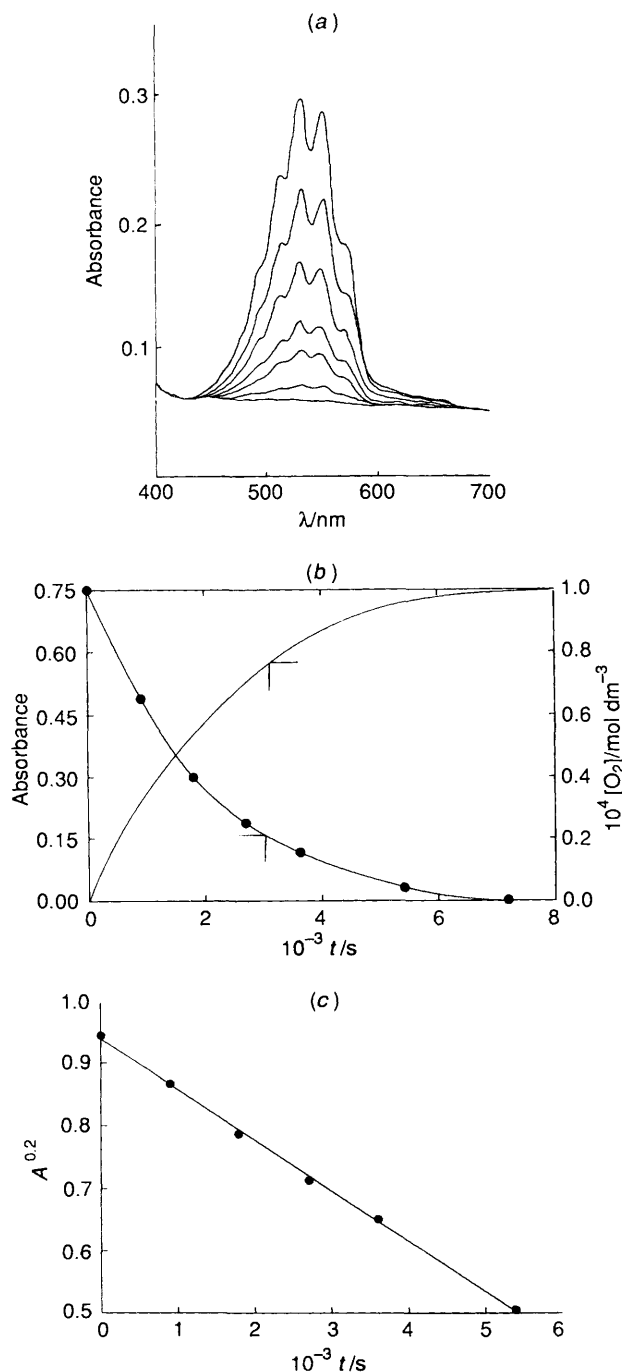 (a)
0.3
0.2
0.1
Absorbance
400 500 600 700
λ/nm
(b)
0.75
0.60
0.45
0.30
0.15
0.00
Absorbance
1.0
0.8
0.6
0.4
0.2
0.0
10⁴ [O₂]/mol dm⁻³
0 2 4 6 8
10⁻³ t/s
(c)
1.0
0.9
0.8
0.7
0.6
0.5
A⁰·²
0 1 2 3 4 5 6
10⁻³ t/s